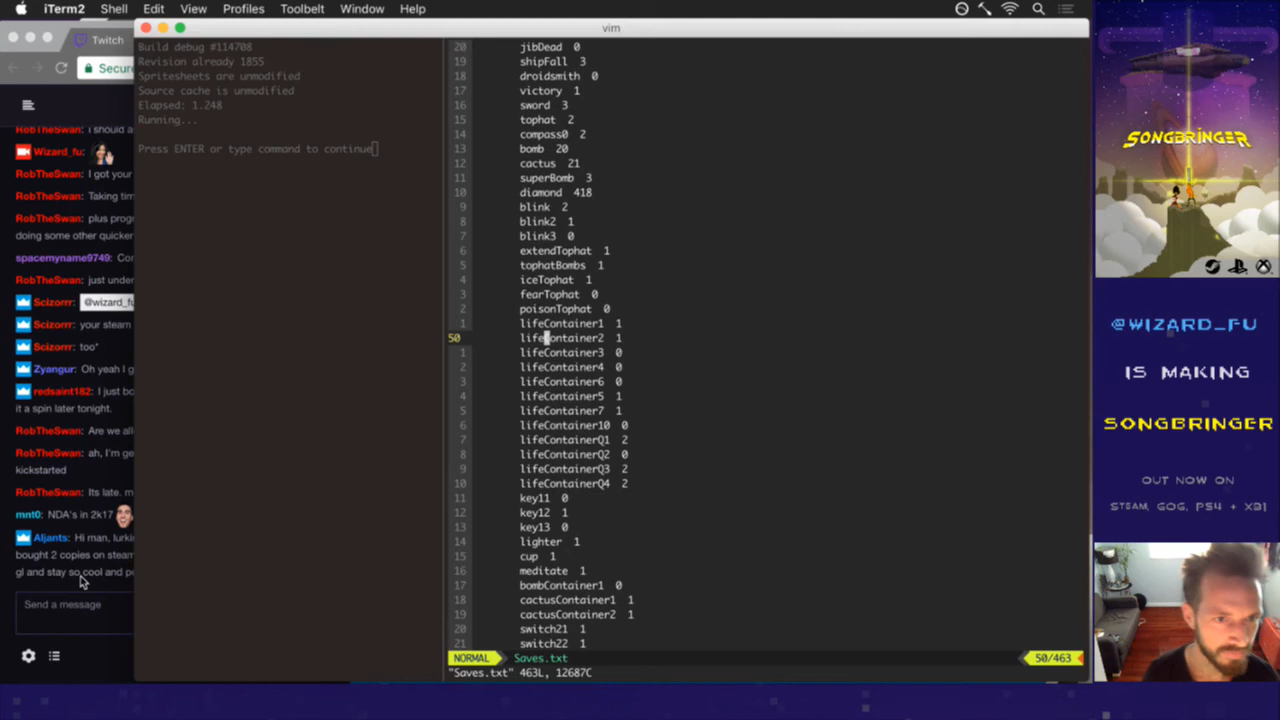 iTerm2 Shell Edit View Profiles Toolbelt Window Help
Twitch
Secure
vim
RobTheSwan: I should a
Wizard_fu:
RobTheSwan: I got your
RobTheSwan: Taking time
RobTheSwan: plus prog
doing some other quicker
spacemyname9749: Con
RobTheSwan: just under
Scizorrr: @wizard_fu
Scizorrr: your steam
Scizorrr: too*
Zyangur: Oh yeah I g
redsaint182: I just bo
it a spin later tonight.
RobTheSwan: Are we all
RobTheSwan: ah, I'm ge
kickstarted
RobTheSwan: Its late. m
mnt0: NDA's in 2k17
Aljants: Hi man, lurki
bought 2 copies on steam
gl and stay so cool and po
Send a message
Build debug #114708
Revision already 1855
Spritesheets are unmodified
Source cache is unmodified
Elapsed: 1.248
Running...
Press ENTER or type command to continue
20 jibDead 0
19 shipFall 3
18 droidsmith 0
17 victory 1
16 sword 3
15 tophat 2
14 compass0 2
13 bomb 20
12 cactus 21
11 superBomb 3
10 diamond 418
9 blink 2
8 blink2 1
7 blink3 0
6 extendTophat 1
5 tophatBombs 1
4 iceTophat 1
3 fearTophat 0
2 poisonTophat 0
1 lifeContainer1 1
50 lifeContainer2 1
1 lifeContainer3 0
2 lifeContainer4 0
3 lifeContainer6 0
4 lifeContainer5 1
5 lifeContainer7 1
6 lifeContainer10 0
7 lifeContainerQ1 2
8 lifeContainerQ2 0
9 lifeContainerQ3 2
10 lifeContainerQ4 2
11 key11 0
12 key12 1
13 key13 0
14 lighter 1
15 cup 1
16 meditate 1
17 bombContainer1 0
18 cactusContainer1 1
19 cactusContainer2 1
20 switch21 1
21 switch22 1
NORMAL Saves.txt 50/463
"Saves.txt" 463L, 12687C
SONGBRINGER
@WIZARD_FU
IS MAKING
SONGBRINGER
OUT NOW ON
STEAM, GOG, PS4 + XB1